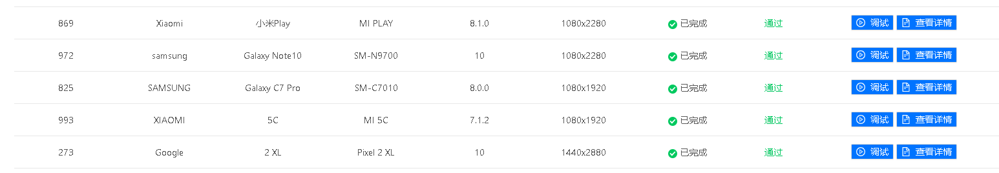 869 Xiaomi 小米Play MI PLAY 8.1.0 1080x2280 已完成 通过 调试 查看详情
972 samsung Galaxy Note10 SM-N9700 10 1080x2280 已完成 通过 调试 查看详情
825 SAMSUNG Galaxy C7 Pro SM-C7010 8.0.0 1080x1920 已完成 通过 调试 查看详情
993 XIAOMI 5C MI 5C 7.1.2 1080x1920 已完成 通过 调试 查看详情
273 Google 2 XL Pixel 2 XL 10 1440x2880 已完成 通过 调试 查看详情